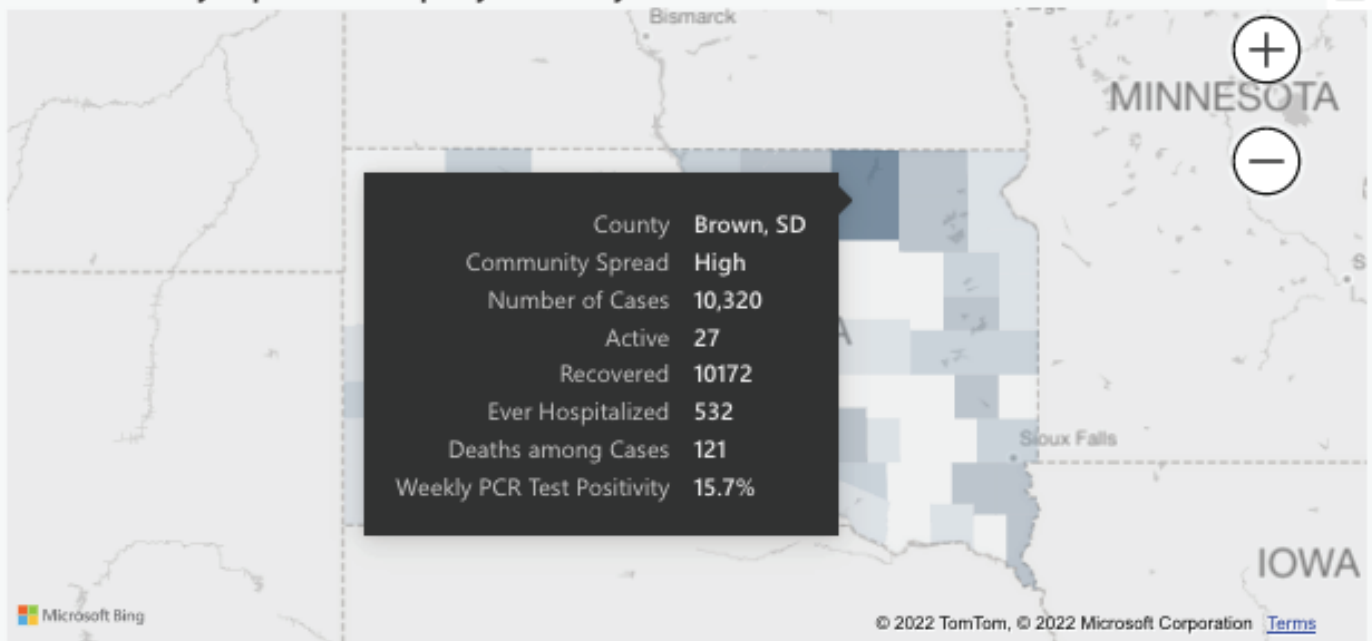 Bismarck
MINNESOTA
County Brown, SD
Community Spread High
Number of Cases 10,320
Active 27
Recovered 10172
Ever Hospitalized 532
Deaths among Cases 121
Weekly PCR Test Positivity 15.7%
A
Sioux Falls
IOWA
Microsoft Bing
© 2022 TomTom, © 2022 Microsoft Corporation Terms